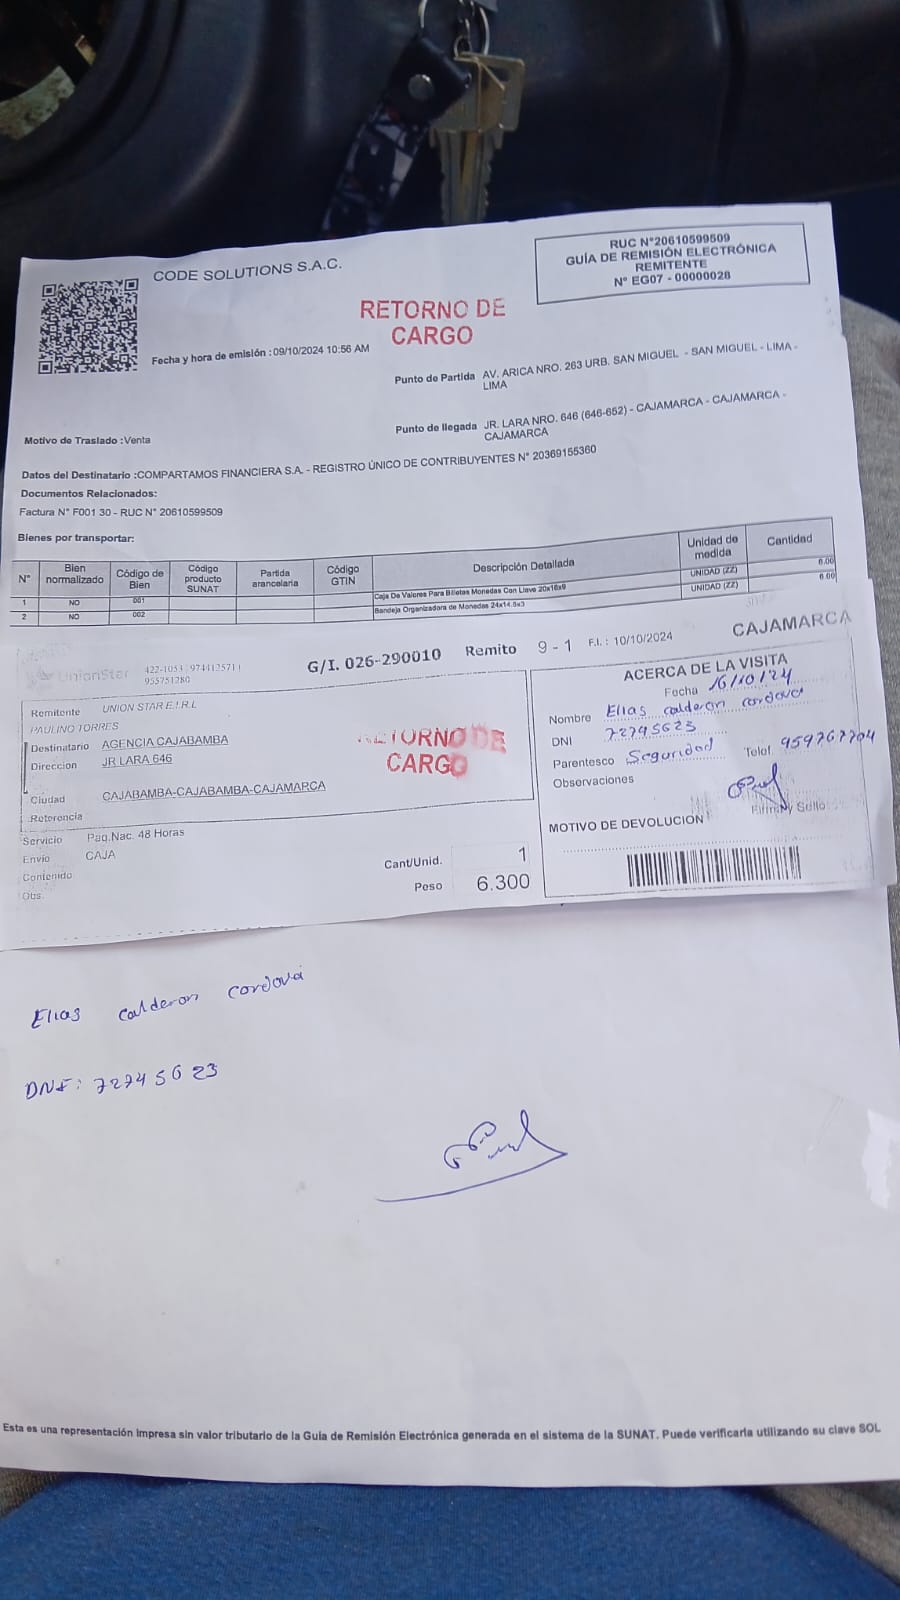 CODE SOLUTIONS S.A.C.
RUC N°20610599509
GUÍA DE REMISIÓN ELECTRÓNICA
REMITENTE
N° EG07 - 00000028
RETORNO DE
CARGO
Fecha y hora de emisión :09/10/2024 10:56 AM
Punto de Partida AV. ARICA NRO. 263 URB. SAN MIGUEL - SAN MIGUEL - LIMA -
LIMA
Motivo de Traslado :Venta
Punto de llegada JR. LARA NRO. 646 (646-652) - CAJAMARCA - CAJAMARCA -
CAJAMARCA
Datos del Destinatario :COMPARTAMOS FINANCIERA S.A. - REGISTRO ÚNICO DE CONTRIBUYENTES N° 20369155360
Documentos Relacionados:
Factura N° F001 30 - RUC N° 20610599509
Bienes por transportar:
N° Bien normalizado Código de Bien Código producto SUNAT Partida arancelaria Código GTIN Descripción Detallada Unidad de medida Cantidad
1 NO 001 Caja De Valores Para Billetes Monedas Con Llave 20x16x9 UNIDAD (ZZ) 6.00
2 NO 002 Bandeja Organizadora de Monedas 24x14.5x3 UNIDAD (ZZ) 6.00
UnionStar
955751280
G/I. 026-290010 Remito 9 - 1 F.I.: 10/10/2024 CAJAMARCA
Remitente UNION STAR E.I.R.L
PAULINO TORRES
Destinatario AGENCIA CAJABAMBA
Direccion JR LARA 646
Ciudad CAJABAMBA-CAJABAMBA-CAJAMARCA
Referencia
RETORNO DE
CARGO
Servicio Paq.Nac. 48 Horas
Envío CAJA
Contenido
Obs.
Cant/Unid. 1
Peso 6.300
ACERCA DE LA VISITA
Fecha 16/10/24
Nombre Elias calderon cordova
DNI 72745623
Parentesco Seguridad Telef. 959767704
Observaciones
Firma y Sello
MOTIVO DE DEVOLUCION
Elias calderon cordova
DNI: 72745623
Esta es una representación impresa sin valor tributario de la Guía de Remisión Electrónica generada en el sistema de la SUNAT. Puede verificarla utilizando su clave SOL